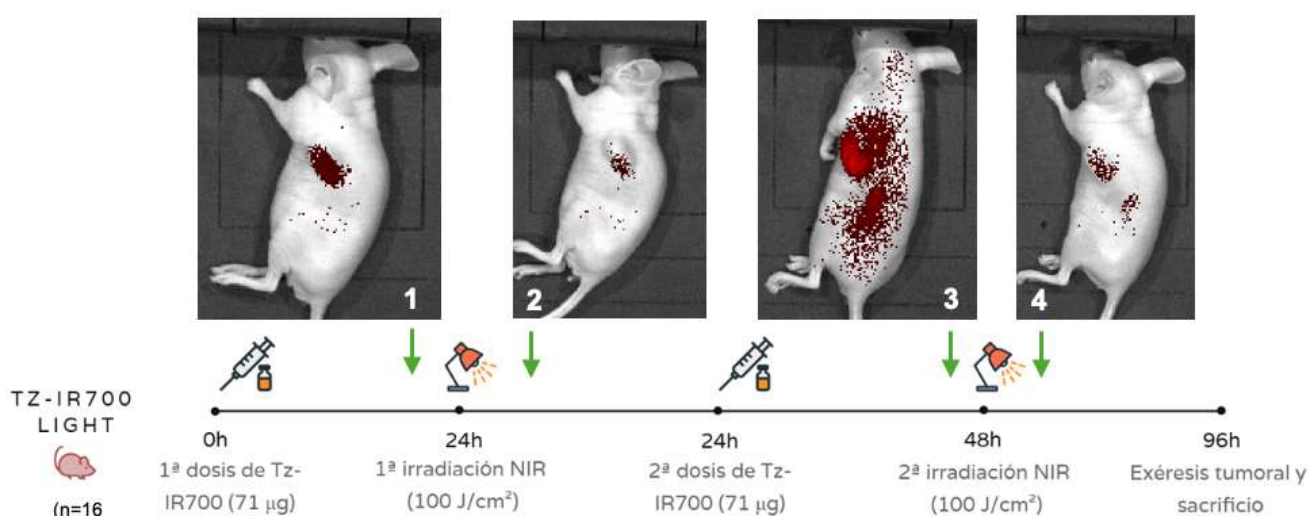 1
2
3
4
TZ-IR700
LIGHT
(n=16
0h
24h
24h
48h
96h
1ª dosis de Tz-
IR700 (71 μg)
1ª irradiación NIR
(100 J/cm²)
2ª dosis de Tz-
IR700 (71 μg)
2ª irradiación NIR
(100 J/cm²)
Exéresis tumoral y
sacrificio